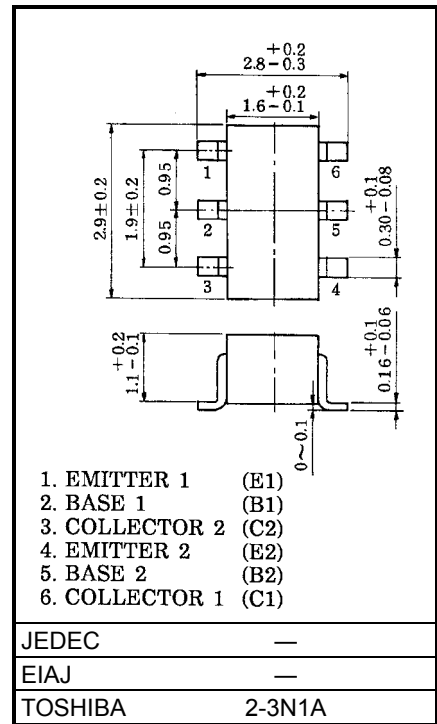 +0.2
2.8−0.3
+0.2
1.6−0.1
1
6
2
5
3
4
2.9±0.2
1.9±0.2
0.95
0.95
+0.1
0.30−0.08
+0.2
1.1−0.1
+0.1
0.16−0.06
0~0.1
1. EMITTER 1 (E1)
2. BASE 1 (B1)
3. COLLECTOR 2 (C2)
4. EMITTER 2 (E2)
5. BASE 2 (B2)
6. COLLECTOR 1 (C1)
JEDEC —
EIAJ —
TOSHIBA 2-3N1A